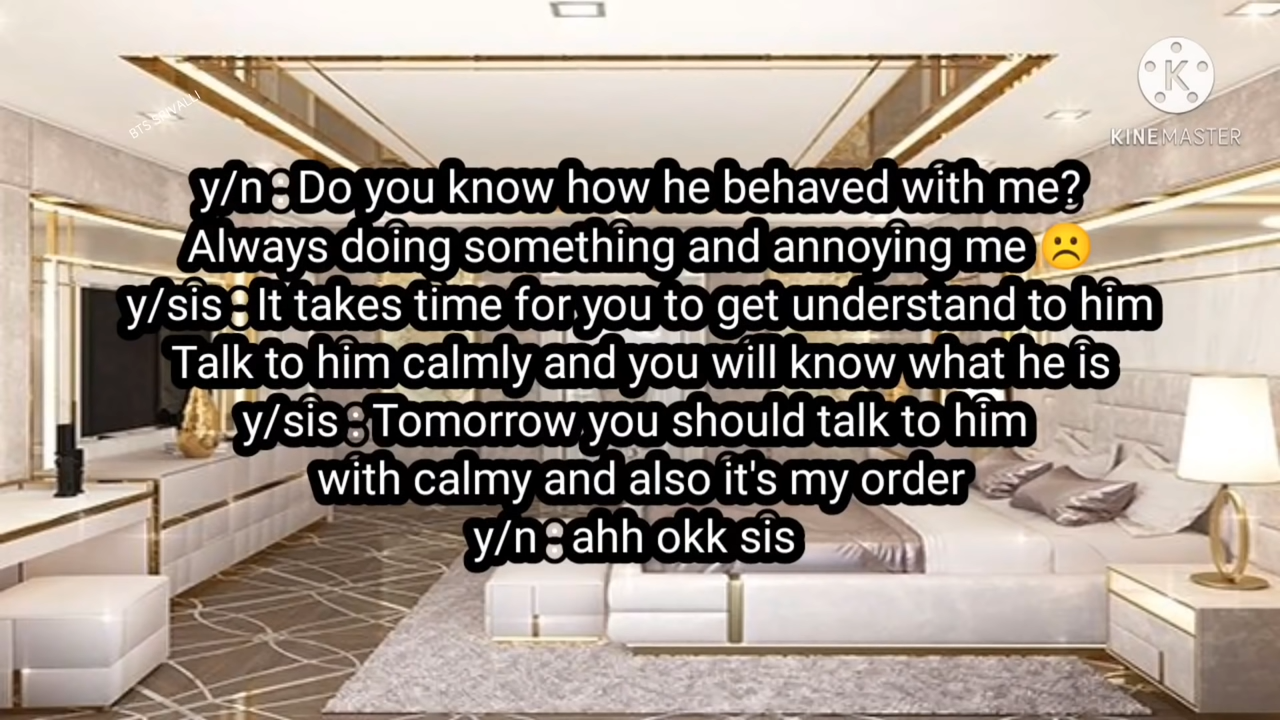 BTS SRIVALLI
K
KINEMASTER
y/n : Do you know how he behaved with me?
Always doing something and annoying me ☹️
y/sis : It takes time for you to get understand to him
Talk to him calmly and you will know what he is
y/sis : Tomorrow you should talk to him
with calmy and also it's my order
y/n : ahh okk sis